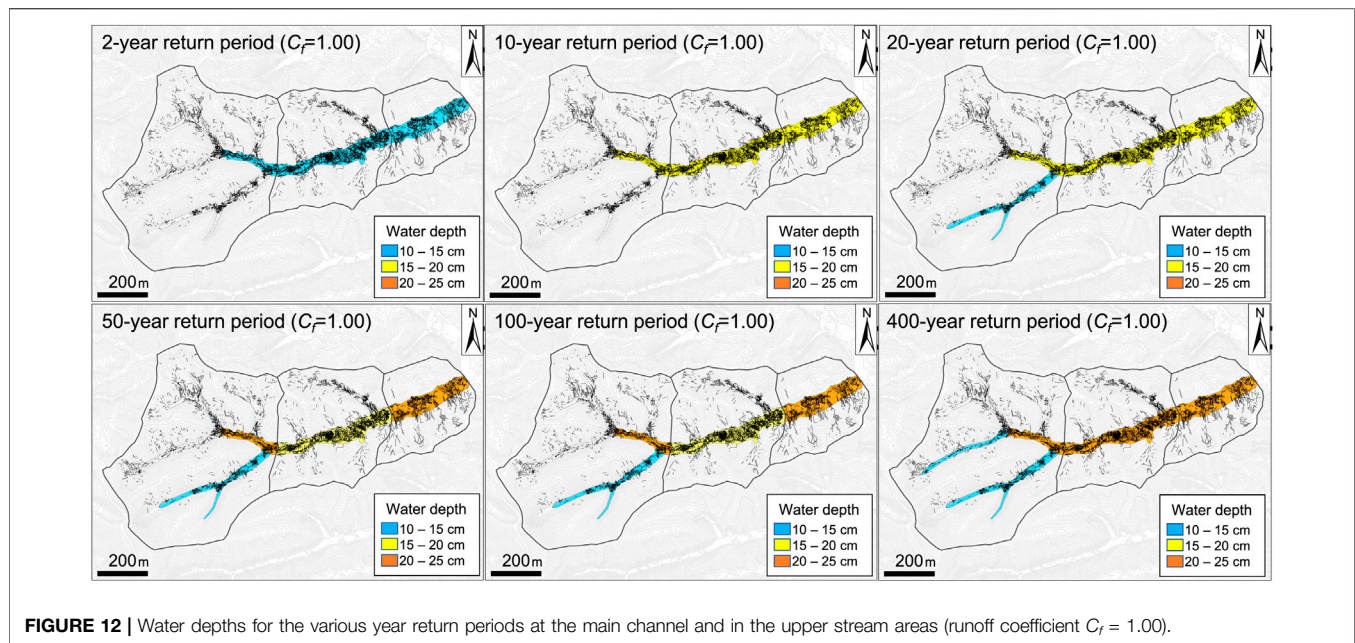 2-year return period (Cf=1.00)
N
Water depth
10 – 15 cm
15 – 20 cm
20 – 25 cm
200 m
10-year return period (Cf=1.00)
N
Water depth
10 – 15 cm
15 – 20 cm
20 – 25 cm
200 m
20-year return period (Cf=1.00)
N
Water depth
10 – 15 cm
15 – 20 cm
20 – 25 cm
200 m
50-year return period (Cf=1.00)
N
Water depth
10 – 15 cm
15 – 20 cm
20 – 25 cm
200 m
100-year return period (Cf=1.00)
N
Water depth
10 – 15 cm
15 – 20 cm
20 – 25 cm
200 m
400-year return period (Cf=1.00)
N
Water depth
10 – 15 cm
15 – 20 cm
20 – 25 cm
200 m
FIGURE 12 | Water depths for the various year return periods at the main channel and in the upper stream areas (runoff coefficient Cf = 1.00).